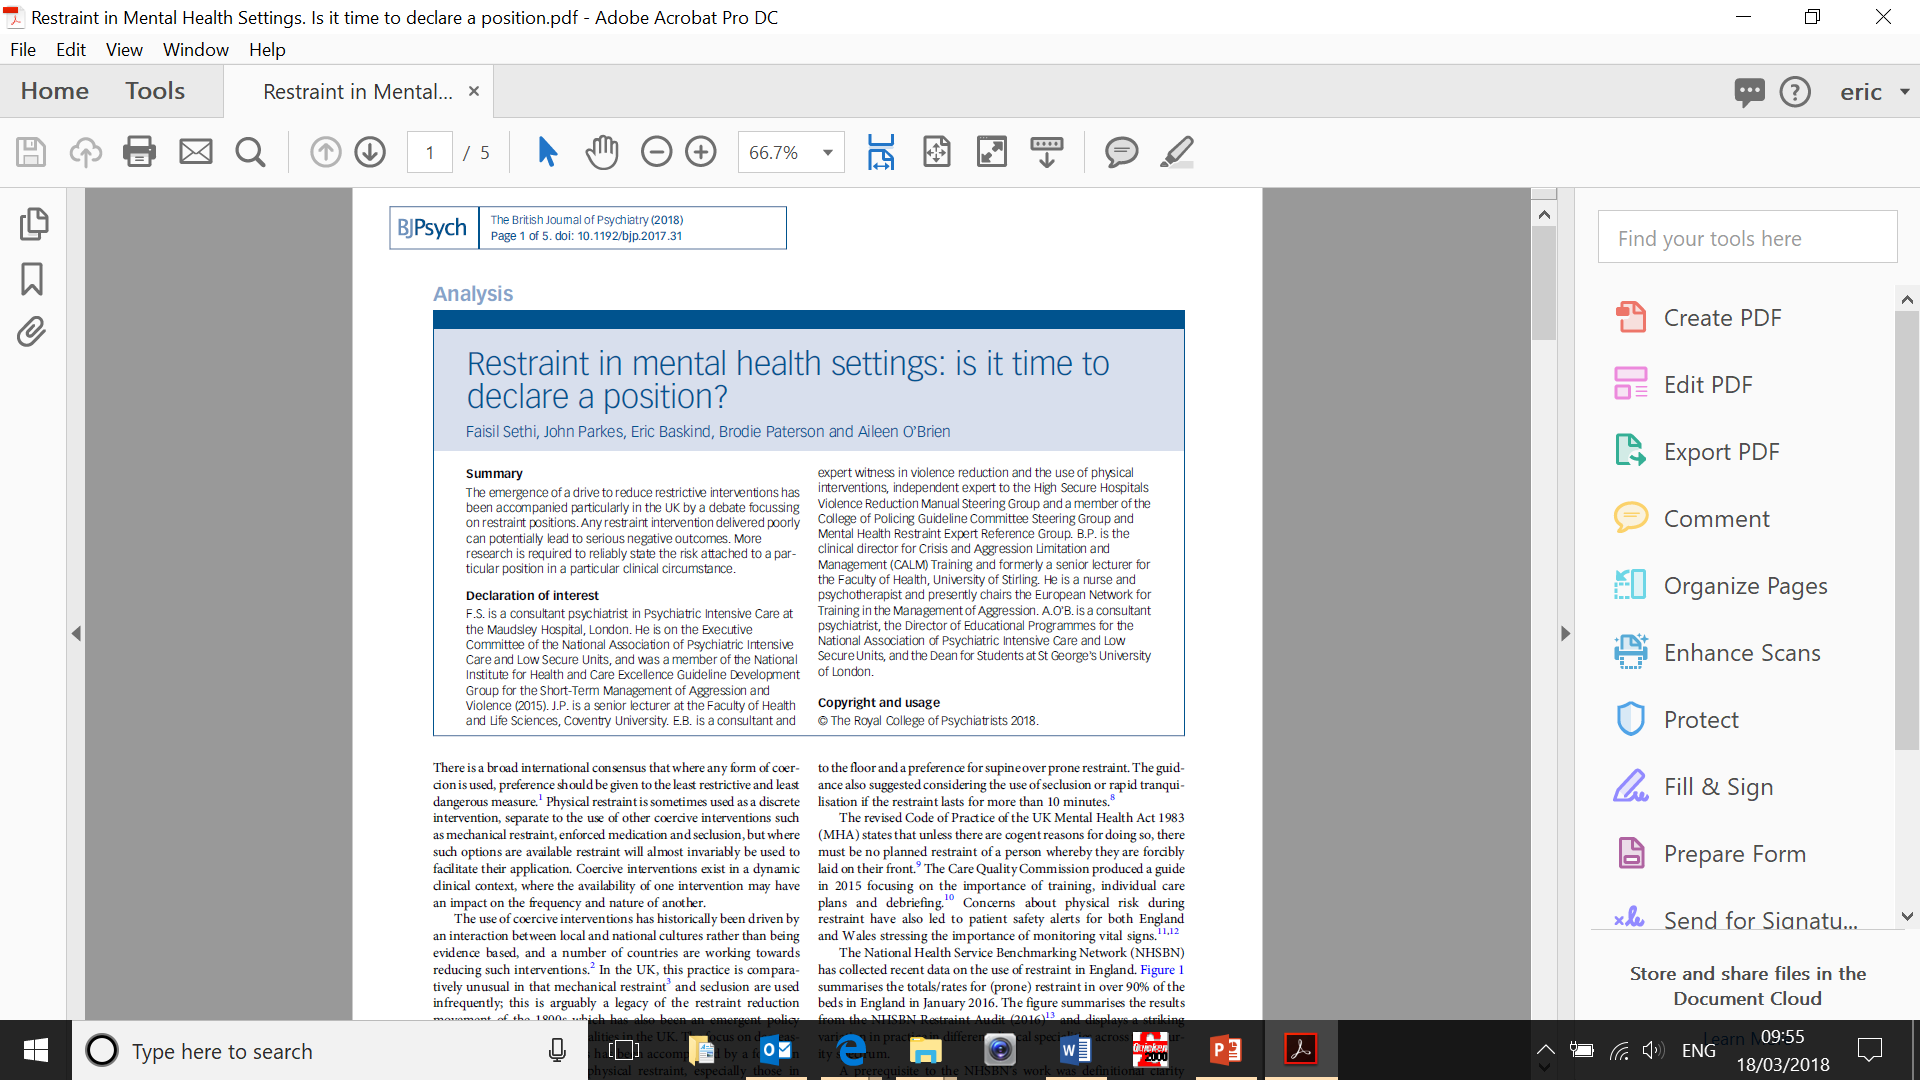 Restraint in Mental Health Settings. Is it time to declare a position.pdf - Adobe Acrobat Pro DC
File Edit View Window Help
Home Tools Restraint in Mental... × eric
1 / 5 66.7%
BJPsych
The British Journal of Psychiatry (2018)
Page 1 of 5. doi: 10.1192/bjp.2017.31
Analysis
Restraint in mental health settings: is it time to
declare a position?
Faisil Sethi, John Parkes, Eric Baskind, Brodie Paterson and Aileen O'Brien
Summary
The emergence of a drive to reduce restrictive interventions has
been accompanied particularly in the UK by a debate focussing
on restraint positions. Any restraint intervention delivered poorly
can potentially lead to serious negative outcomes. More
research is required to reliably state the risk attached to a par-
ticular position in a particular clinical circumstance.
Declaration of interest
F.S. is a consultant psychiatrist in Psychiatric Intensive Care at
the Maudsley Hospital, London. He is on the Executive
Committee of the National Association of Psychiatric Intensive
Care and Low Secure Units, and was a member of the National
Institute for Health and Care Excellence Guideline Development
Group for the Short-Term Management of Aggression and
Violence (2015). J.P. is a senior lecturer at the Faculty of Health
and Life Sciences, Coventry University. E.B. is a consultant and
expert witness in violence reduction and the use of physical
interventions, independent expert to the High Secure Hospitals
Violence Reduction Manual Steering Group and a member of the
College of Policing Guideline Committee Steering Group and
Mental Health Restraint Expert Reference Group. B.P. is the
clinical director for Crisis and Aggression Limitation and
Management (CALM) Training and formerly a senior lecturer for
the Faculty of Health, University of Stirling. He is a nurse and
psychotherapist and presently chairs the European Network for
Training in the Management of Aggression. A.O'B. is a consultant
psychiatrist, the Director of Educational Programmes for the
National Association of Psychiatric Intensive Care and Low
Secure Units, and the Dean for Students at St George's University
of London.
Copyright and usage
© The Royal College of Psychiatrists 2018.
There is a broad international consensus that where any form of coer-
cion is used, preference should be given to the least restrictive and least
dangerous measure.1 Physical restraint is sometimes used as a discrete
intervention, separate to the use of other coercive interventions such
as mechanical restraint, enforced medication and seclusion, but where
such options are available restraint will almost invariably be used to
facilitate their application. Coercive interventions exist in a dynamic
clinical context, where the availability of one intervention may have
an impact on the frequency and nature of another.
The use of coercive interventions has historically been driven by
an interaction between local and national cultures rather than being
evidence based, and a number of countries are working towards
reducing such interventions.2 In the UK, this practice is compara-
tively unusual in that mechanical restraint3 and seclusion are used
infrequently; this is arguably a legacy of the restraint reduction
movement of the 1800s which has also been an emergent policy
to the floor and a preference for supine over prone restraint. The guid-
ance also suggested considering the use of seclusion or rapid tranqui-
lisation if the restraint lasts for more than 10 minutes.8
The revised Code of Practice of the UK Mental Health Act 1983
(MHA) states that unless there are cogent reasons for doing so, there
must be no planned restraint of a person whereby they are forcibly
laid on their front.9 The Care Quality Commission produced a guide
in 2015 focusing on the importance of training, individual care
plans and debriefing.10 Concerns about physical risk during
restraint have also led to patient safety alerts for both England
and Wales stressing the importance of monitoring vital signs.11,12
The National Health Service Benchmarking Network (NHSBN)
has collected recent data on the use of restraint in England. Figure 1
summarises the totals/rates for (prone) restraint in over 90% of the
beds in England in January 2016. The figure summarises the results
from the NHSBN Restraint Audit (2016)13 and displays a striking
A prerequisite to the NHSBN's work was definitional clarity
Find your tools here
Create PDF
Edit PDF
Export PDF
Comment
Organize Pages
Enhance Scans
Protect
Fill & Sign
Prepare Form
Send for Signatu...
Store and share files in the
Document Cloud
Type here to search
Quicken
2000
ENG
09:55
18/03/2018